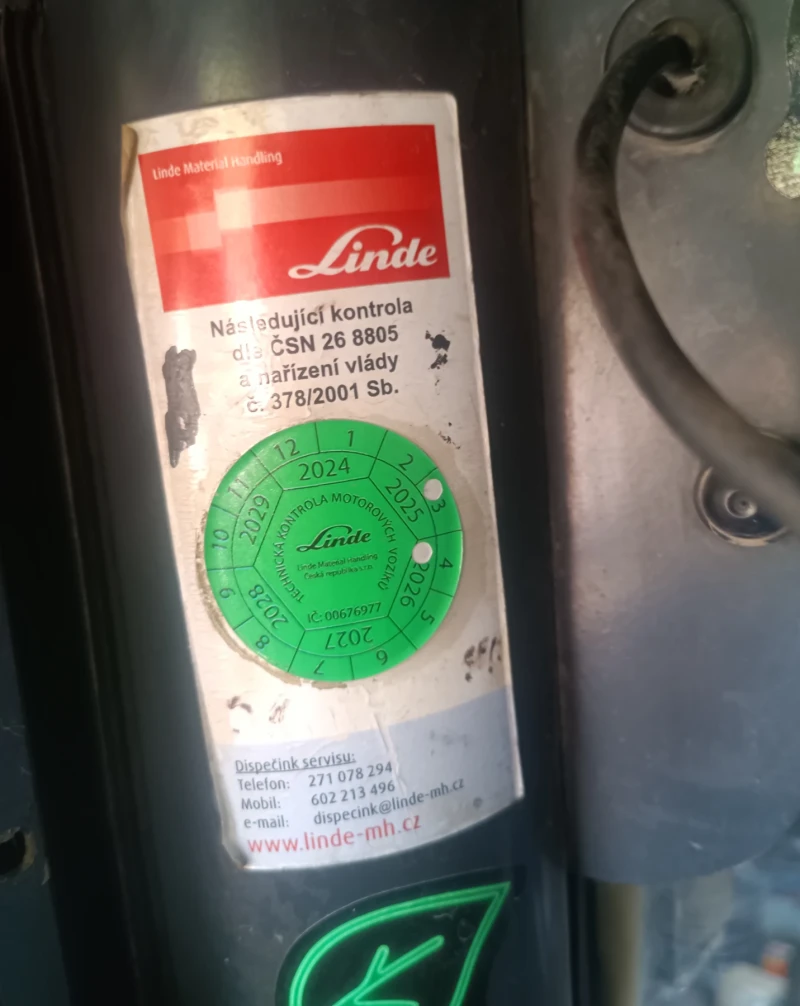 Linde Material Handling
Linde
Následující kontrola
dle ČSN 26 8805
a nařízení vlády
č. 378/2001 Sb.
1
2
3
4
5
6
7
8
9
10
11
12
2024
2025
2026
2027
2028
2029
TECHNICKÁ KONTROLA MOTOROVÝCH VOZÍKŮ
Linde
Linde Material Handling
Česká republika s.r.o.
IČ: 00676977
Dispečink servisu:
Telefon: 271 078 294
Mobil: 602 213 496
e-mail: dispecink@linde-mh.cz
www.linde-mh.cz